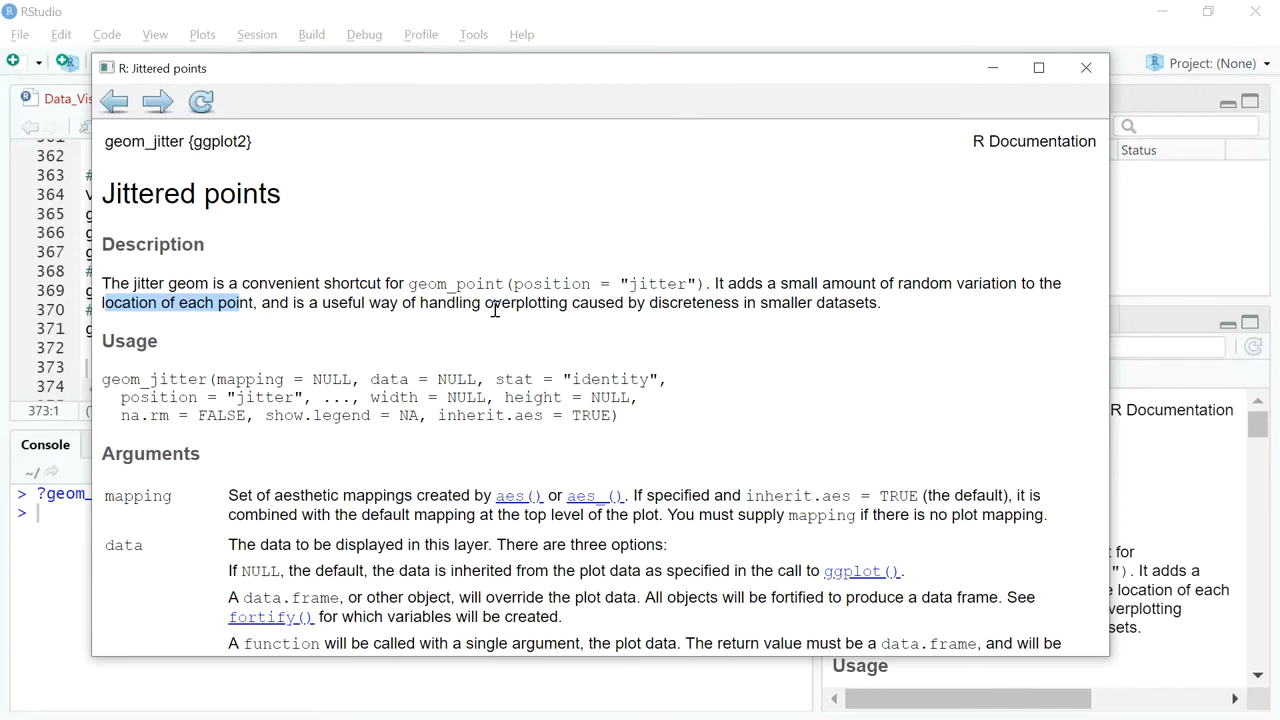 RStudio
File Edit Code View Plots Session Build Debug Profile Tools Help
Project: (None)
R: Jittered points
Data_Vis
geom_jitter {ggplot2}
R Documentation
Status
362
363 #
364
365 g
366 g
367 g
368 #
369 g
370 #
371 g
372
373
374
373:1
Jittered points
Description
The jitter geom is a convenient shortcut for geom_point(position = "jitter"). It adds a small amount of random variation to the
location of each point, and is a useful way of handling overplotting caused by discreteness in smaller datasets.
Usage
geom_jitter(mapping = NULL, data = NULL, stat = "identity",
position = "jitter", ..., width = NULL, height = NULL,
na.rm = FALSE, show.legend = NA, inherit.aes = TRUE)
Arguments
mapping
Set of aesthetic mappings created by aes() or aes_(). If specified and inherit.aes = TRUE (the default), it is
combined with the default mapping at the top level of the plot. You must supply mapping if there is no plot mapping.
data
The data to be displayed in this layer. There are three options:
If NULL, the default, the data is inherited from the plot data as specified in the call to ggplot().
A data.frame, or other object, will override the plot data. All objects will be fortified to produce a data frame. See
fortify() for which variables will be created.
A function will be called with a single argument, the plot data. The return value must be a data.frame, and will be
Console
~/
> ?geom_
>
R Documentation
for
"). It adds a
location of each
verplotting
sets.
Usage